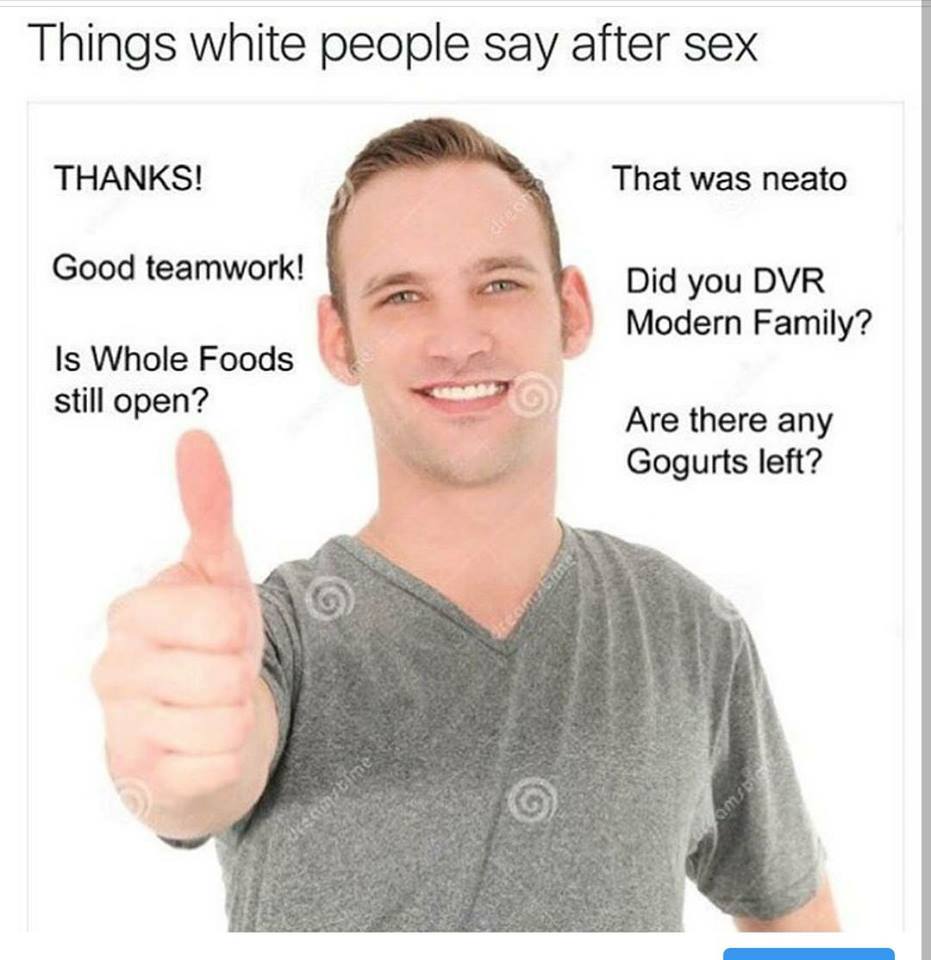 Things white people say after sex
THANKS!
Good teamwork!
Is Whole Foods
still open?
That was neato
Did you DVR
Modern Family?
Are there any
Gogurts left?
dreamstime